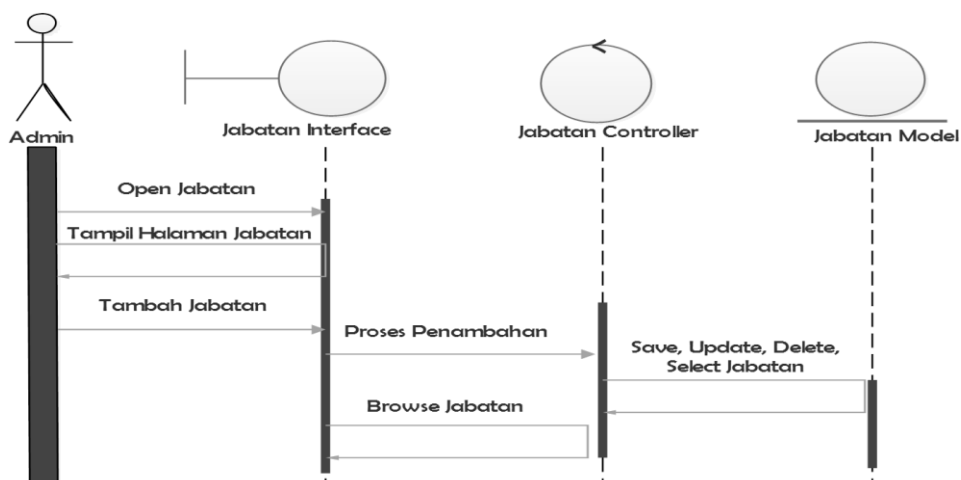 Admin
Jabatan Interface
Jabatan Controller
Jabatan Model
Open Jabatan
Tampil Halaman Jabatan
Tambah Jabatan
Proses Penambahan
Save, Update, Delete,
Select Jabatan
Browse Jabatan